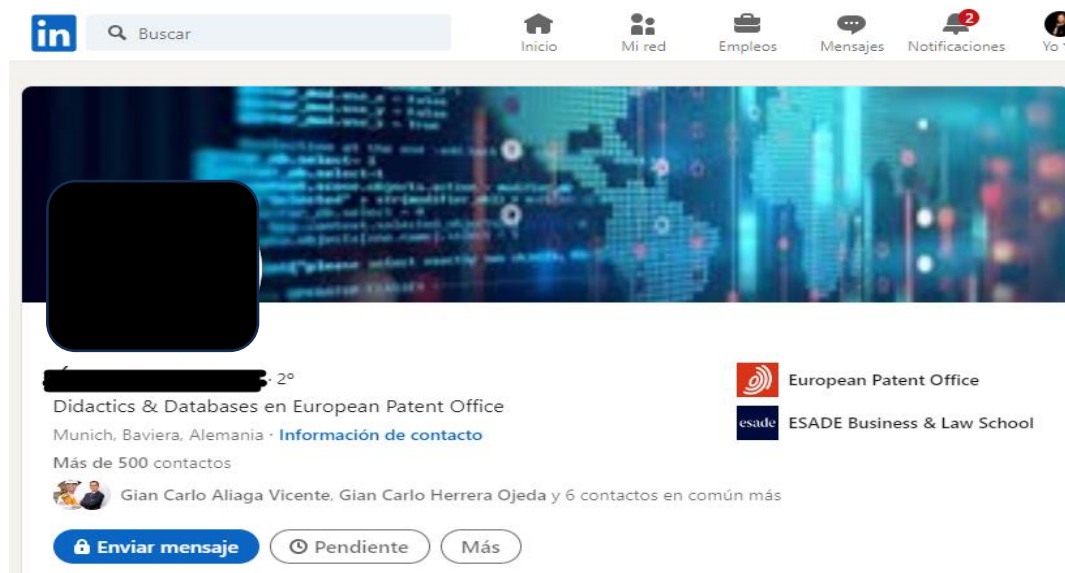 in Buscar
Inicio Mi red Empleos Mensajes 2 Notificaciones Yo
· 2º
Didactics & Databases en European Patent Office
Munich, Baviera, Alemania · Información de contacto
Más de 500 contactos
Gian Carlo Aliaga Vicente, Gian Carlo Herrera Ojeda y 6 contactos en común más
Enviar mensaje Pendiente Más
European Patent Office
esade ESADE Business & Law School